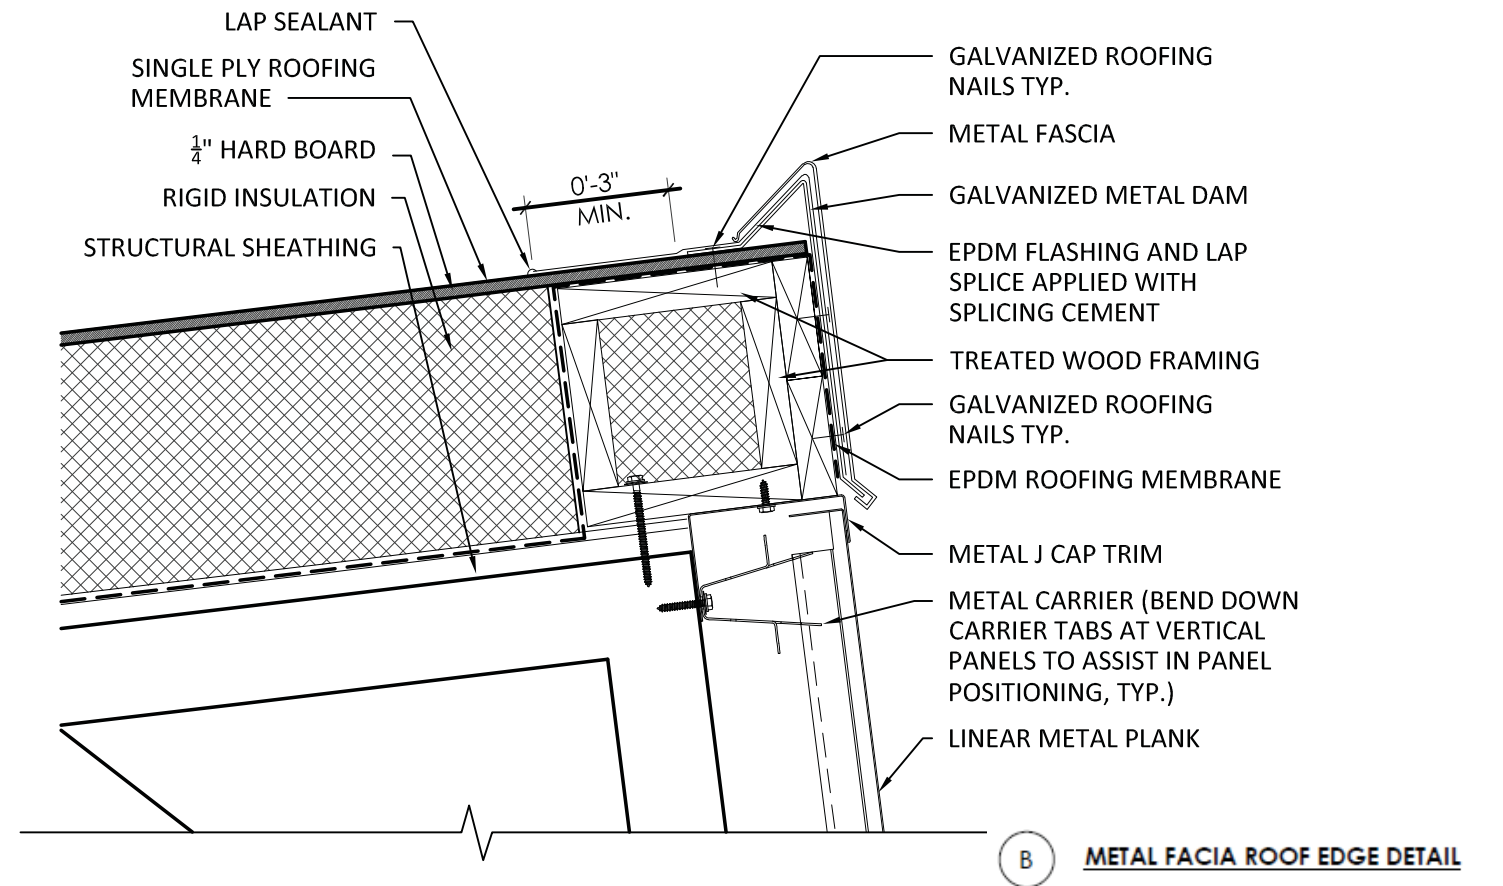 LAP SEALANT
SINGLE PLY ROOFING
MEMBRANE
1/4" HARD BOARD
RIGID INSULATION
STRUCTURAL SHEATHING
0'-3"
MIN.
GALVANIZED ROOFING
NAILS TYP.
METAL FASCIA
GALVANIZED METAL DAM
EPDM FLASHING AND LAP
SPLICE APPLIED WITH
SPLICING CEMENT
TREATED WOOD FRAMING
GALVANIZED ROOFING
NAILS TYP.
EPDM ROOFING MEMBRANE
METAL J CAP TRIM
METAL CARRIER (BEND DOWN
CARRIER TABS AT VERTICAL
PANELS TO ASSIST IN PANEL
POSITIONING, TYP.)
LINEAR METAL PLANK
B
METAL FACIA ROOF EDGE DETAIL